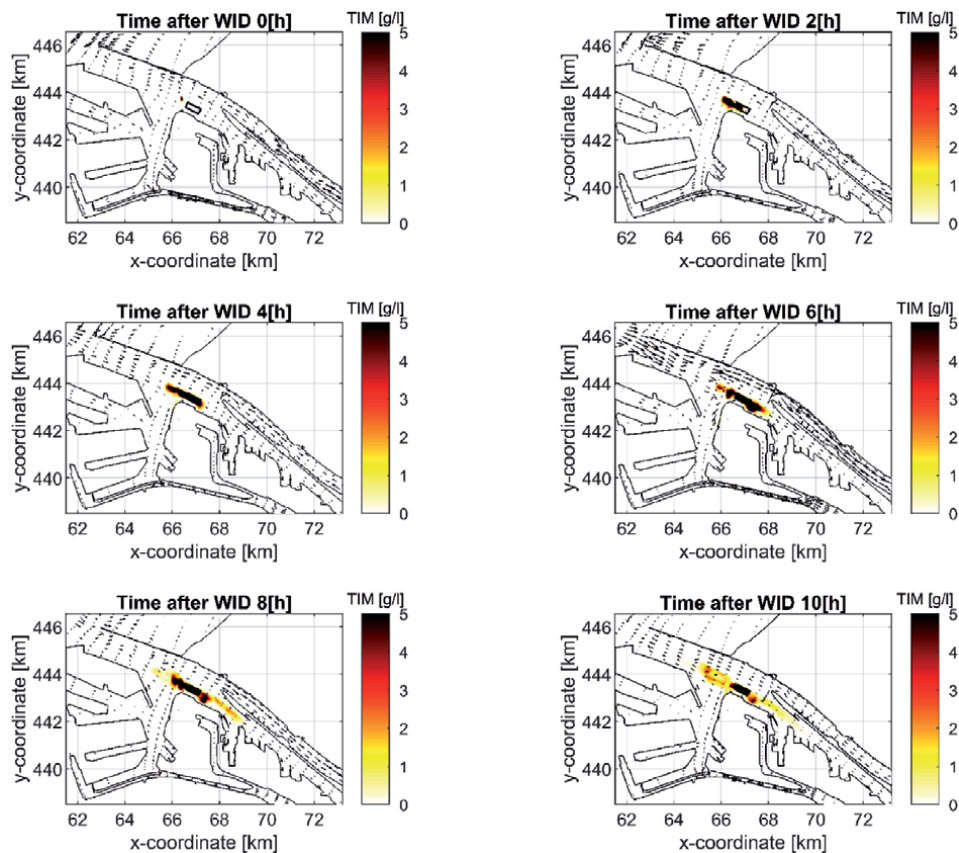 Time after WID 0[h]
TIM [g/l]
Time after WID 2[h]
TIM [g/l]
446
444
442
440
y-coordinate [km]
62 64 66 68 70 72
x-coordinate [km]
5
4
3
2
1
0
446
444
442
440
y-coordinate [km]
62 64 66 68 70 72
x-coordinate [km]
5
4
3
2
1
0
Time after WID 4[h]
TIM [g/l]
Time after WID 6[h]
TIM [g/l]
446
444
442
440
y-coordinate [km]
62 64 66 68 70 72
x-coordinate [km]
5
4
3
2
1
0
446
444
442
440
y-coordinate [km]
62 64 66 68 70 72
x-coordinate [km]
5
4
3
2
1
0
Time after WID 8[h]
TIM [g/l]
Time after WID 10[h]
TIM [g/l]
446
444
442
440
y-coordinate [km]
62 64 66 68 70 72
x-coordinate [km]
5
4
3
2
1
0
446
444
442
440
y-coordinate [km]
62 64 66 68 70 72
x-coordinate [km]
5
4
3
2
1
0